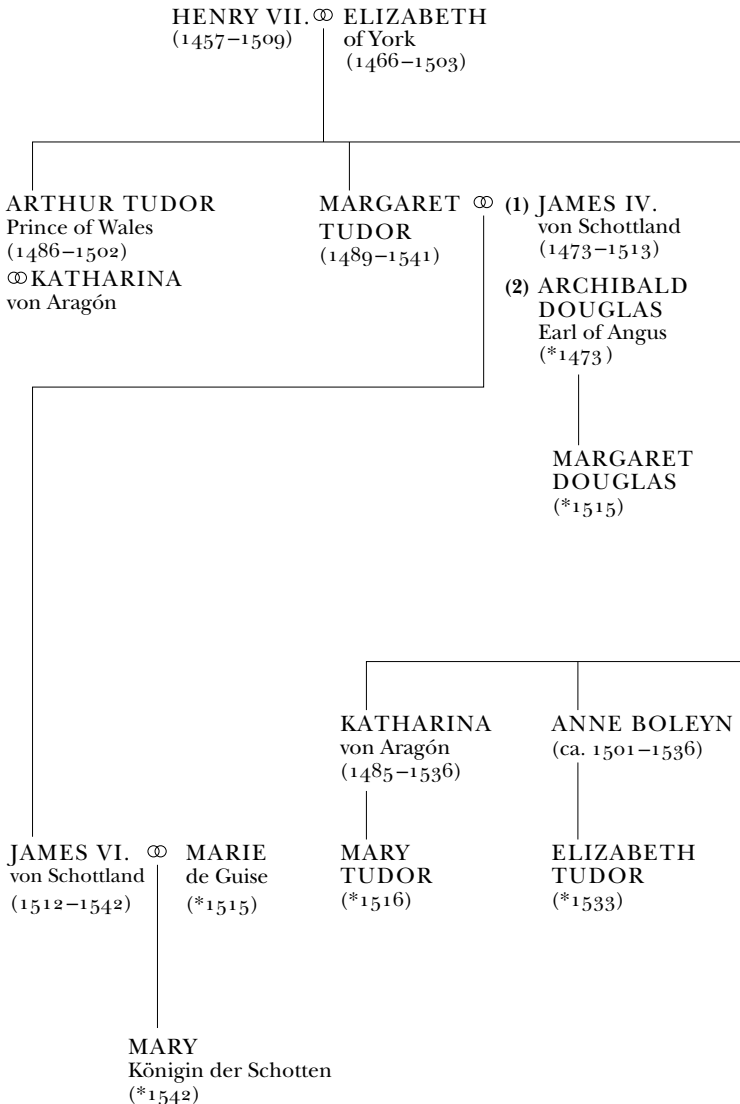 HENRY VII. ⚭ ELIZABETH
(1457–1509) of York
(1466–1503)
ARTHUR TUDOR
Prince of Wales
(1486–1502)
⚭ KATHARINA
von Aragón
MARGARET ⚭
TUDOR
(1489–1541)
(1) JAMES IV.
von Schottland
(1473–1513)
(2) ARCHIBALD
DOUGLAS
Earl of Angus
(*1473)
MARGARET
DOUGLAS
(*1515)
KATHARINA
von Aragón
(1485–1536)
ANNE BOLEYN
(ca. 1501–1536)
JAMES VI. ⚭ MARIE
von Schottland de Guise
(1512–1542) (*1515)
MARY
TUDOR
(*1516)
ELIZABETH
TUDOR
(*1533)
MARY
Königin der Schotten
(*1542)